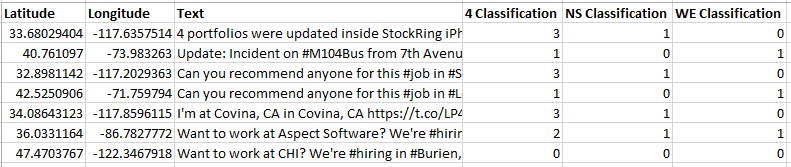 Latitude Longitude Text 4 Classification NS Classification WE Classification
33.68029404 -117.6357514 4 portfolios were updated inside StockRing iPh 3 1 0
40.761097 -73.983263 Update: Incident on #M104Bus from 7th Avenu 1 0 1
32.8981142 -117.2029363 Can you recommend anyone for this #job in #S 3 1 0
42.5250906 -71.759794 Can you recommend anyone for this #job in #L 1 0 1
34.08643123 -117.8596115 I'm at Covina, CA in Covina, CA https://t.co/LP4 3 1 0
36.0331164 -86.7827772 Want to work at Aspect Software? We're #hirin 2 1 1
47.4703767 -122.3467918 Want to work at CHI? We're #hiring in #Burien, 0 0 0